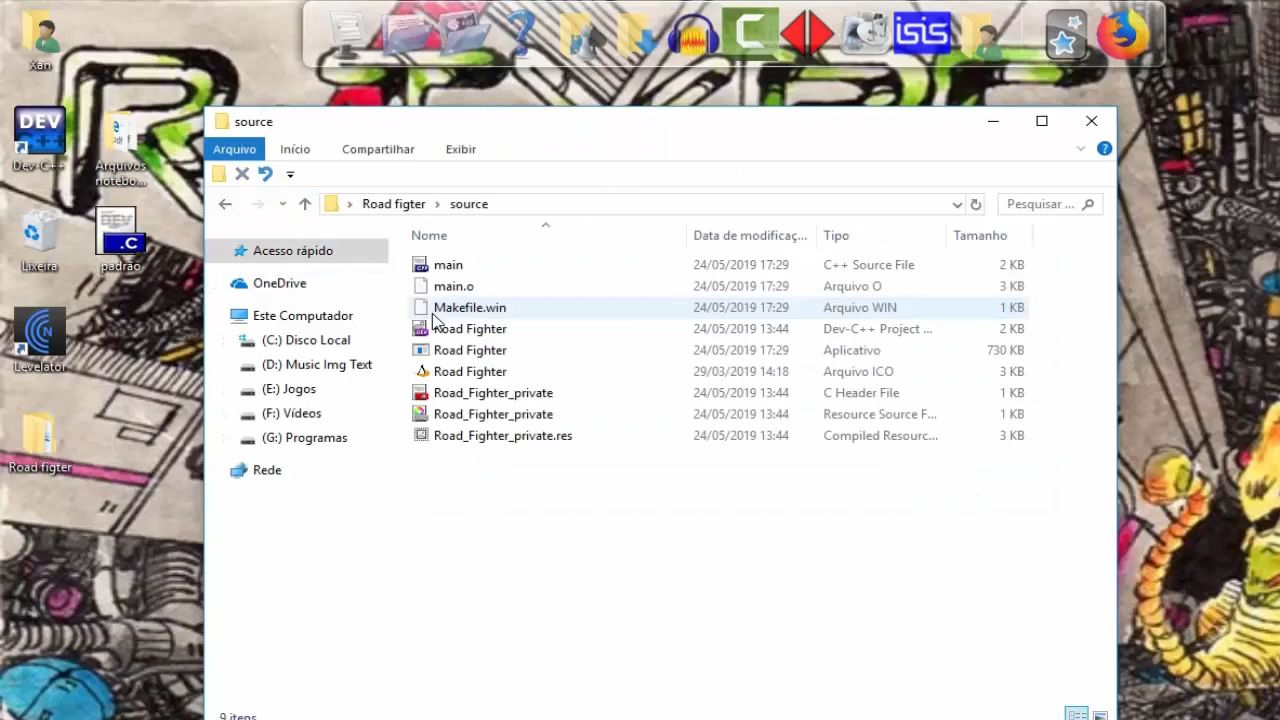 Xan
DEV
Dev-C++
Arquivos
notebo...
Lixeira
DEV
.C
padrão
Levelator
Road figter
isis
source
Arquivo
Início
Compartilhar
Exibir
Road figter > source
Pesquisar ...
Acesso rápido
OneDrive
Este Computador
(C:) Disco Local
(D:) Music Img Text
(E:) Jogos
(F:) Vídeos
(G:) Programas
Rede
Nome Data de modificaç... Tipo Tamanho
main 24/05/2019 17:29 C++ Source File 2 KB
main.o 24/05/2019 17:29 Arquivo O 3 KB
Makefile.win 24/05/2019 17:29 Arquivo WIN 1 KB
Road Fighter 24/05/2019 13:44 Dev-C++ Project ... 2 KB
Road Fighter 24/05/2019 17:29 Aplicativo 730 KB
Road Fighter 29/03/2019 14:18 Arquivo ICO 3 KB
Road_Fighter_private 24/05/2019 13:44 C Header File 1 KB
Road_Fighter_private 24/05/2019 13:44 Resource Source F... 1 KB
Road_Fighter_private.res 24/05/2019 13:44 Compiled Resourc... 3 KB
9 itens